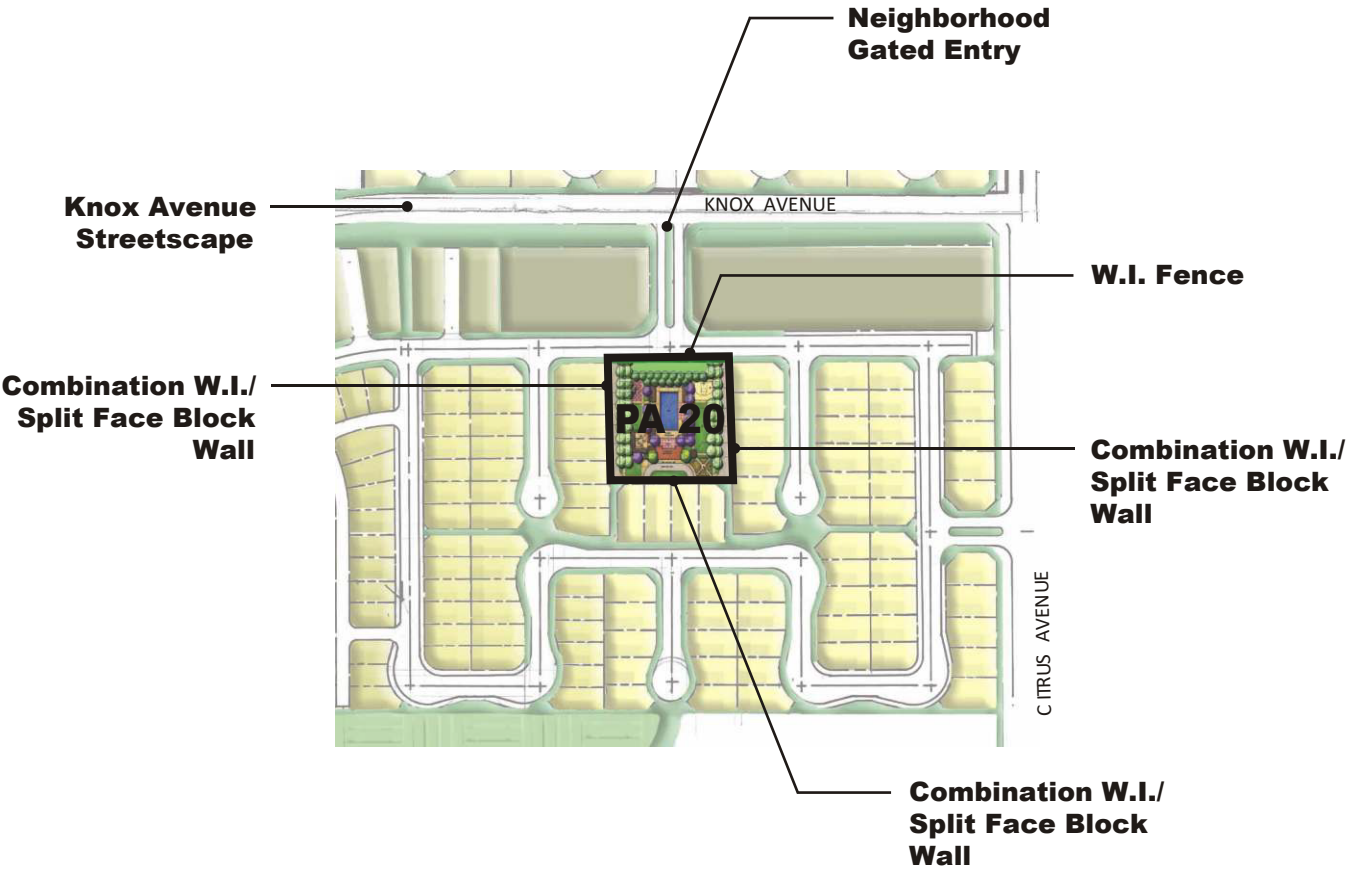 Neighborhood
Gated Entry
Knox Avenue
Streetscape
KNOX AVENUE
W.I. Fence
Combination W.I./
Split Face Block
Wall
PA 20
Combination W.I./
Split Face Block
Wall
CITRUS AVENUE
Combination W.I./
Split Face Block
Wall